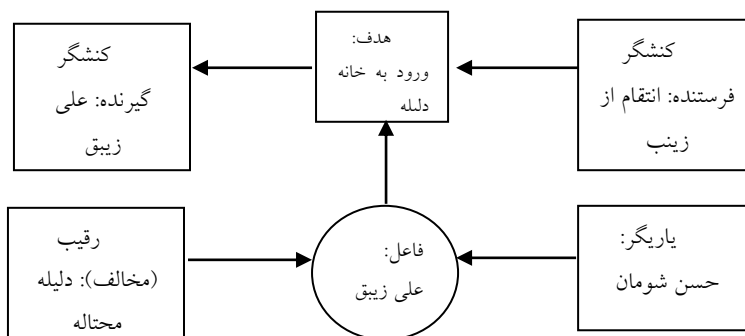 کنشگر
فرستنده: انتقام از
زینب
هدف:
ورود به خانه
دلیله
کنشگر
گیرنده: علی
زیبق
یاریگر:
حسن شومان
فاعل:
علی زیبق
رقیب
(مخالف): دلیله
محتاله